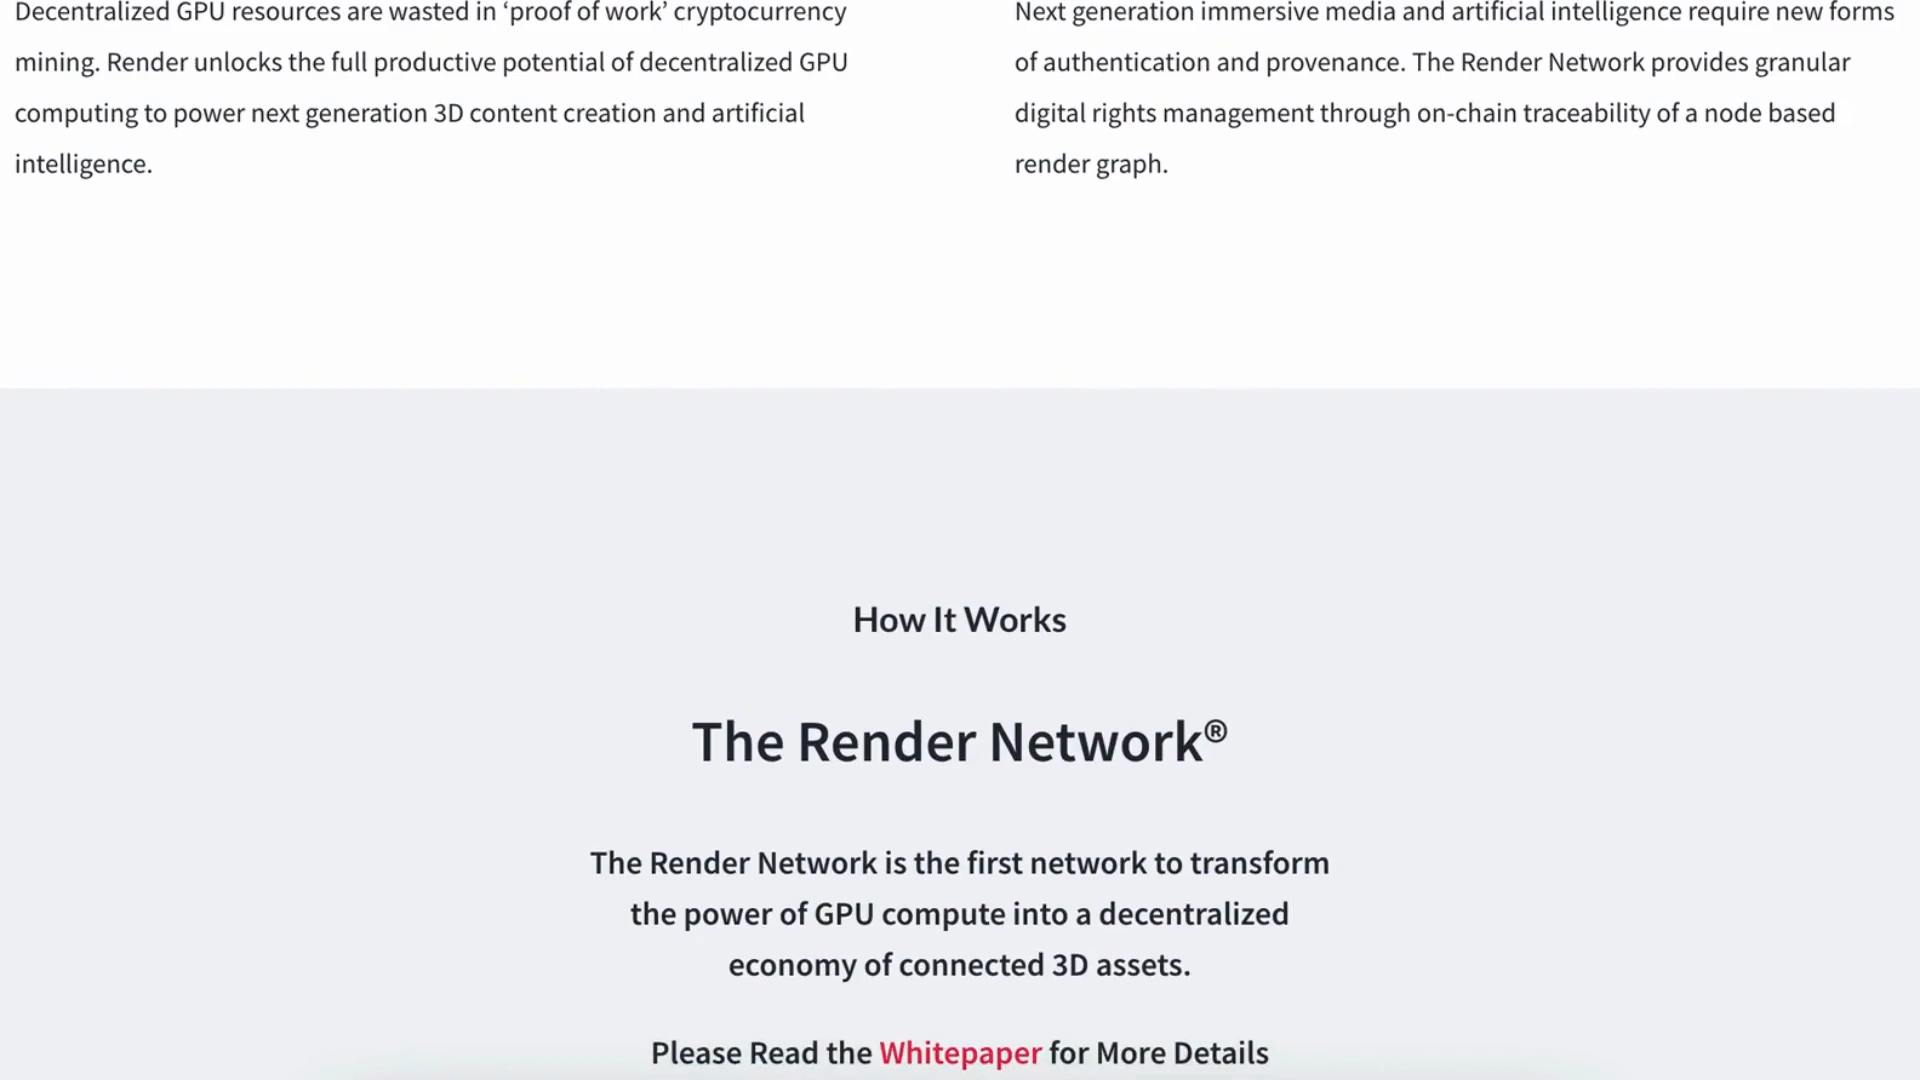 Decentralized GPU resources are wasted in ‘proof of work’ cryptocurrency
mining. Render unlocks the full productive potential of decentralized GPU
computing to power next generation 3D content creation and artificial
intelligence.
Next generation immersive media and artificial intelligence require new forms
of authentication and provenance. The Render Network provides granular
digital rights management through on-chain traceability of a node based
render graph.
How It Works
The Render Network®
The Render Network is the first network to transform
the power of GPU compute into a decentralized
economy of connected 3D assets.
Please Read the Whitepaper for More Details